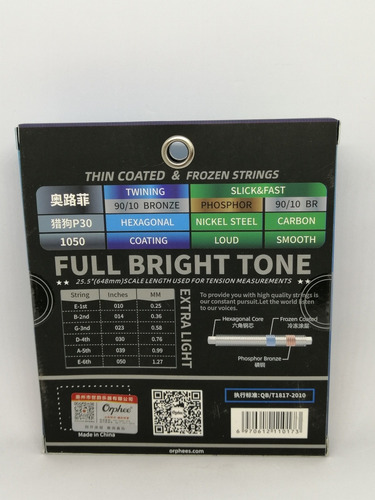 THIN COATED & FROZEN STRINGS
奥路菲 TWINING SLICK&FAST
90/10 BRONZE PHOSPHOR 90/10 BR
猎狗P30 HEXAGONAL NICKEL STEEL CARBON
1050 COATING LOUD SMOOTH
FULL BRIGHT TONE
★★ 25.5"(648mm)SCALE LENGTH USED FOR TENSION MEASUREMENTS ★★
String Inches MM
E-1st 010 0.25
B-2nd 014 0.36
G-3nd 023 0.58
D-4th 030 0.76
A-5th 039 0.99
E-6th 050 1.27
EXTRA LIGHT
To provide you with high quality strings is
our constant pursuit.Let the world listen
to our voices.
Hexagonal Core Frozen Coated
六角钢芯 冷冻涂层
Phosphor Bronze
磷铜
Orphee
Made in China
执行标准:QB/T1817-2010
6970612110173
orphees.com